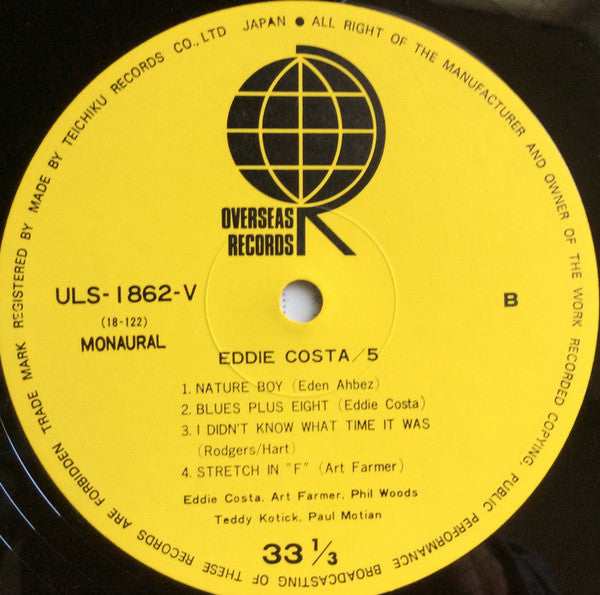 MADE BY TEICHIKU RECORDS CO., LTD JAPAN ● ALL RIGHT OF THE MANUFACTURER AND OWNER OF THE WORK RECORDED COPYING, PUBLIC PERFORMANCE BROADCASTING OF THESE RECORDS ARE FORBIDDEN TRADE MARK REGISTERED BY
OVERSEAS
RECORDS
ULS-1862-V
B
(18-122)
MONAURAL
EDDIE COSTA/5
1. NATURE BOY (Eden Ahbez)
2. BLUES PLUS EIGHT (Eddie Costa)
3. I DIDN'T KNOW WHAT TIME IT WAS
(Rodgers/Hart)
4. STRETCH IN "F" (Art Farmer)
Eddie Costa, Art Farmer, Phil Woods
Teddy Kotick, Paul Motian
33 1/3